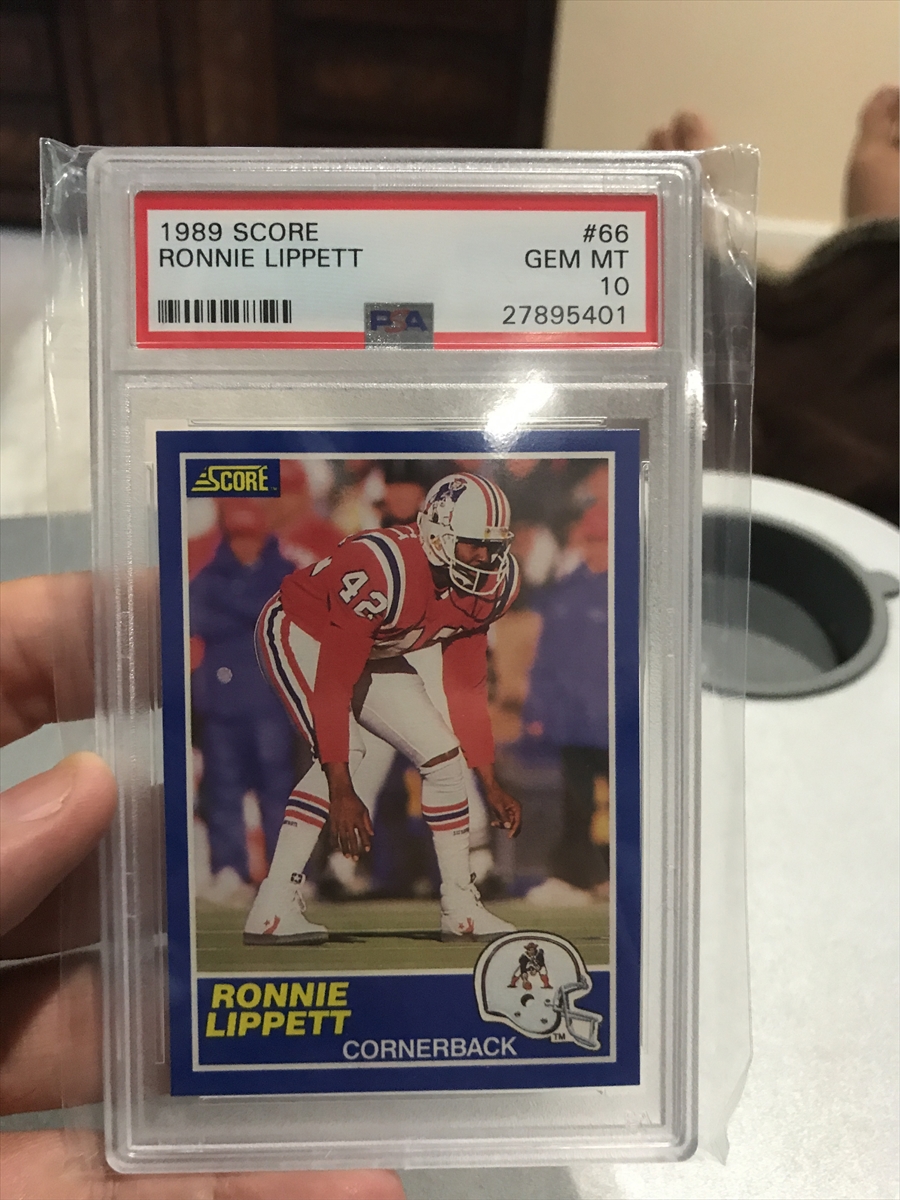 1989 SCORE #66
RONNIE LIPPETT GEM MT
10
PSA 27895401
SCORE
42
RONNIE
LIPPETT
CORNERBACK
TM